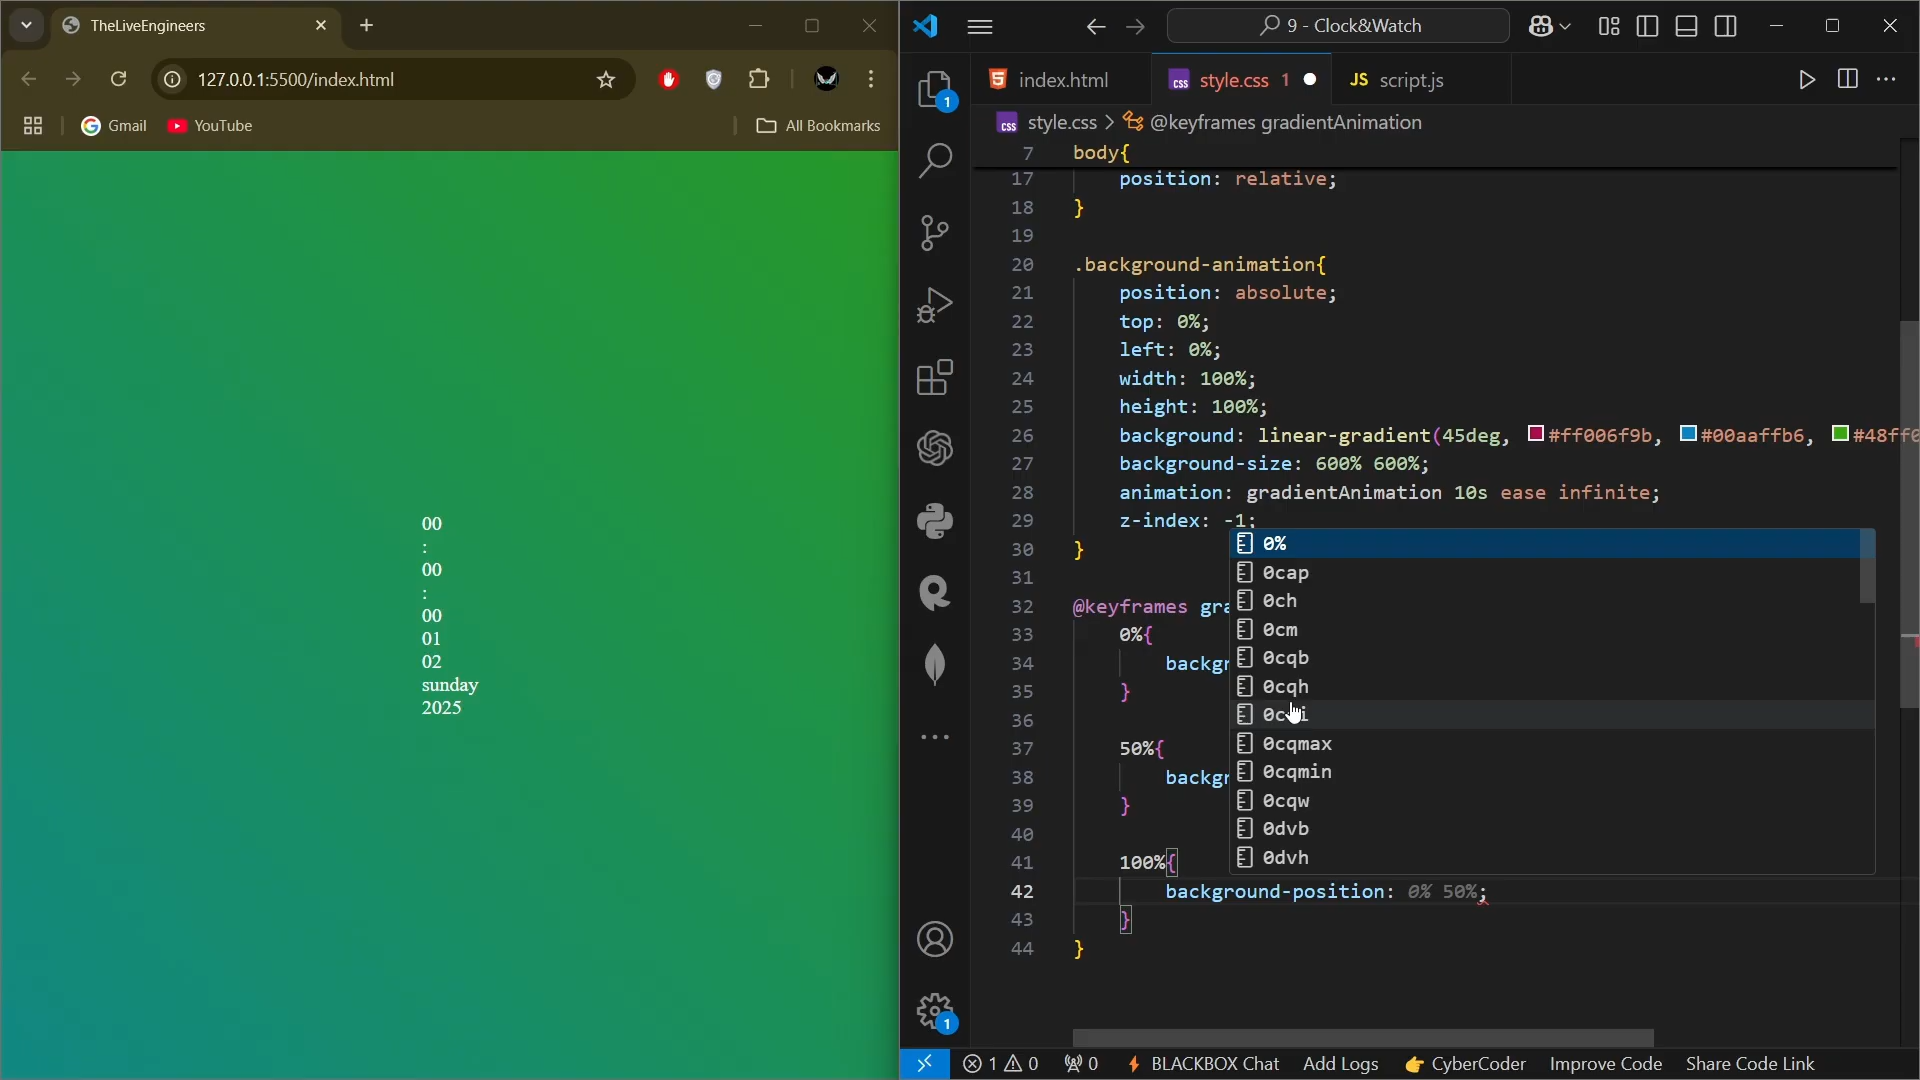 TheLiveEngineers
127.0.0.1:5500/index.html
Gmail
YouTube
All Bookmarks
00
:
00
:
00
01
02
sunday
2025
9 - Clock&Watch
index.html
style.css 1
JS script.js
style.css > @keyframes gradientAnimation
7 body{
17 position: relative;
18 }
19
20 .background-animation{
21 position: absolute;
22 top: 0%;
23 left: 0%;
24 width: 100%;
25 height: 100%;
26 background: linear-gradient(45deg, #ff006f9b, #00aaffb6, #48ff0
27 background-size: 600% 600%;
28 animation: gradientAnimation 10s ease infinite;
29 z-index: -1;
30 }
31
32 @keyframes gra
33 0%{
34 backgr
35 }
36
37 50%{
38 backgr
39 }
40
41 100%{
42 background-position: 0% 50%;
43 }
44 }
0%
0cap
0ch
0cm
0cqb
0cqh
0cqi
0cqmax
0cqmin
0cqw
0dvb
0dvh
1
1
1 0
0
BLACKBOX Chat
Add Logs
CyberCoder
Improve Code
Share Code Link